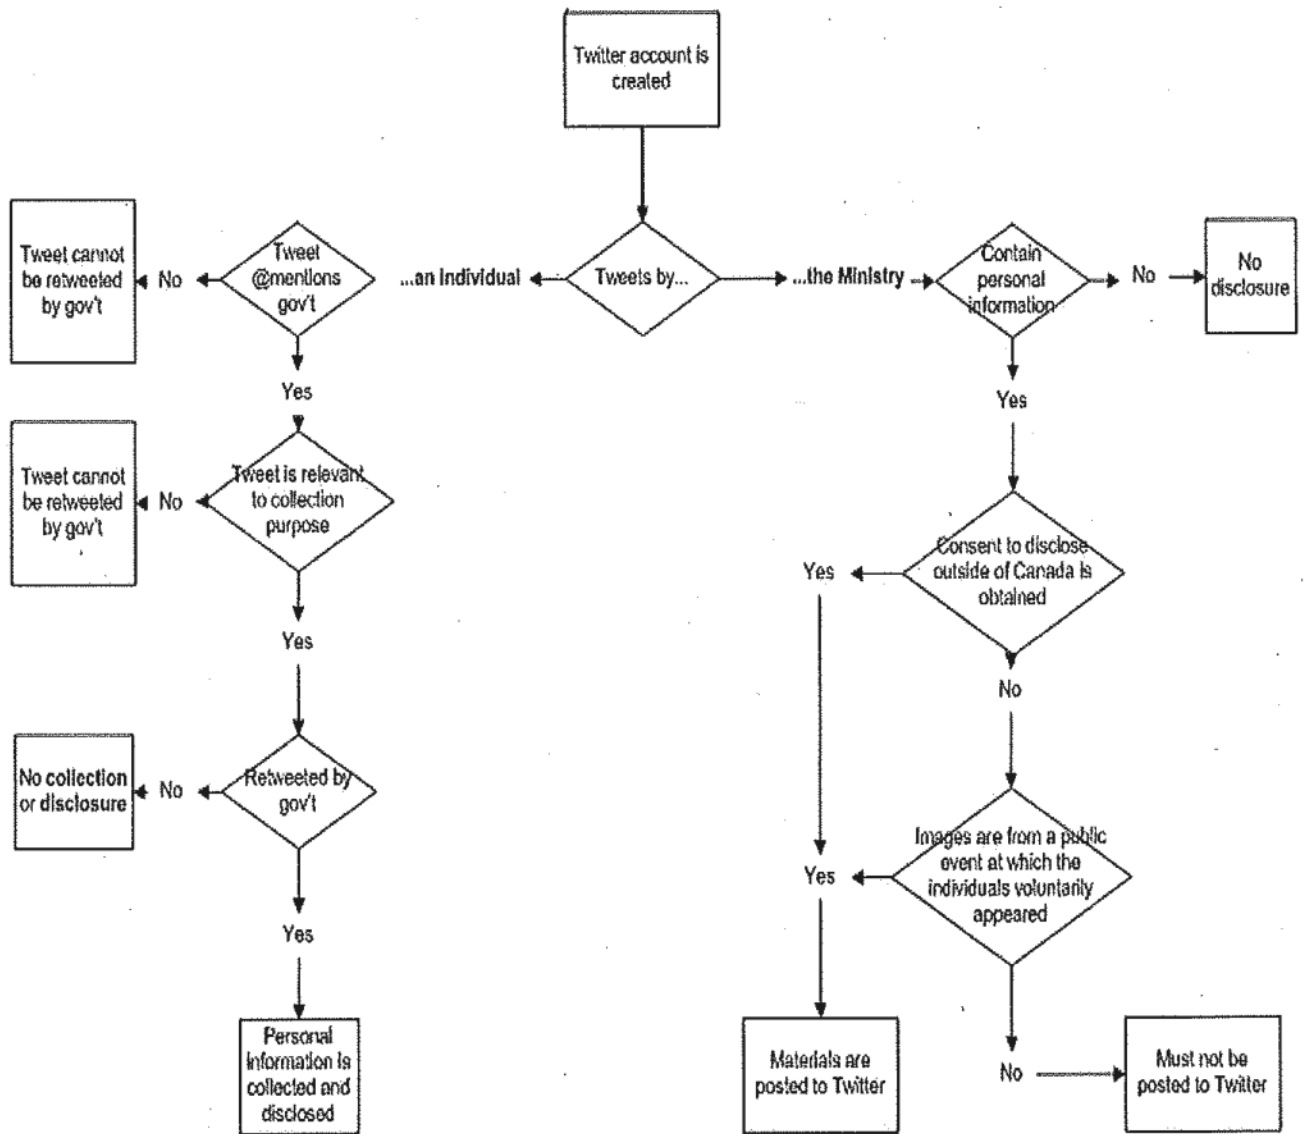 Twitter account is
created
Tweet cannot
be retweeted
by gov't
No
Tweet
@mentions
gov't
...an Individual
Tweets by...
...the Ministry
Contain
personal
information
No
No
disclosure
Yes
Yes
Tweet cannot
be retweeted
by gov't
No
Tweet is relevant
to collection
purpose
Yes
Consent to disclose
outside of Canada is
obtained
Yes
No
No collection
or disclosure
No
Retweeted by
gov't
Yes
Images are from a public
event at which the
individuals voluntarily
appeared
Yes
Personal
Information is
collected and
disclosed
Materials are
posted to Twitter
No
Must not be
posted to Twitter